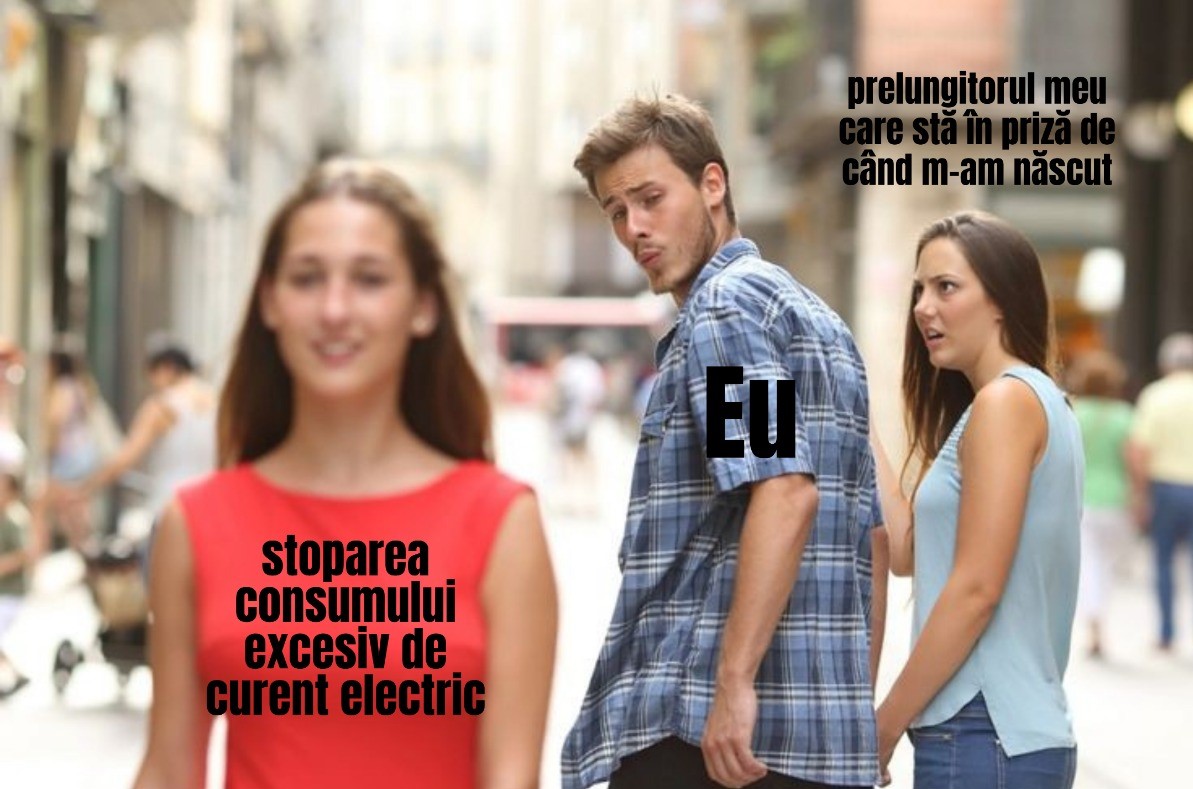 prelungitorul meu
care stă în priză de
când m-am născut
Eu
stoparea
consumului
excesiv de
curent electric